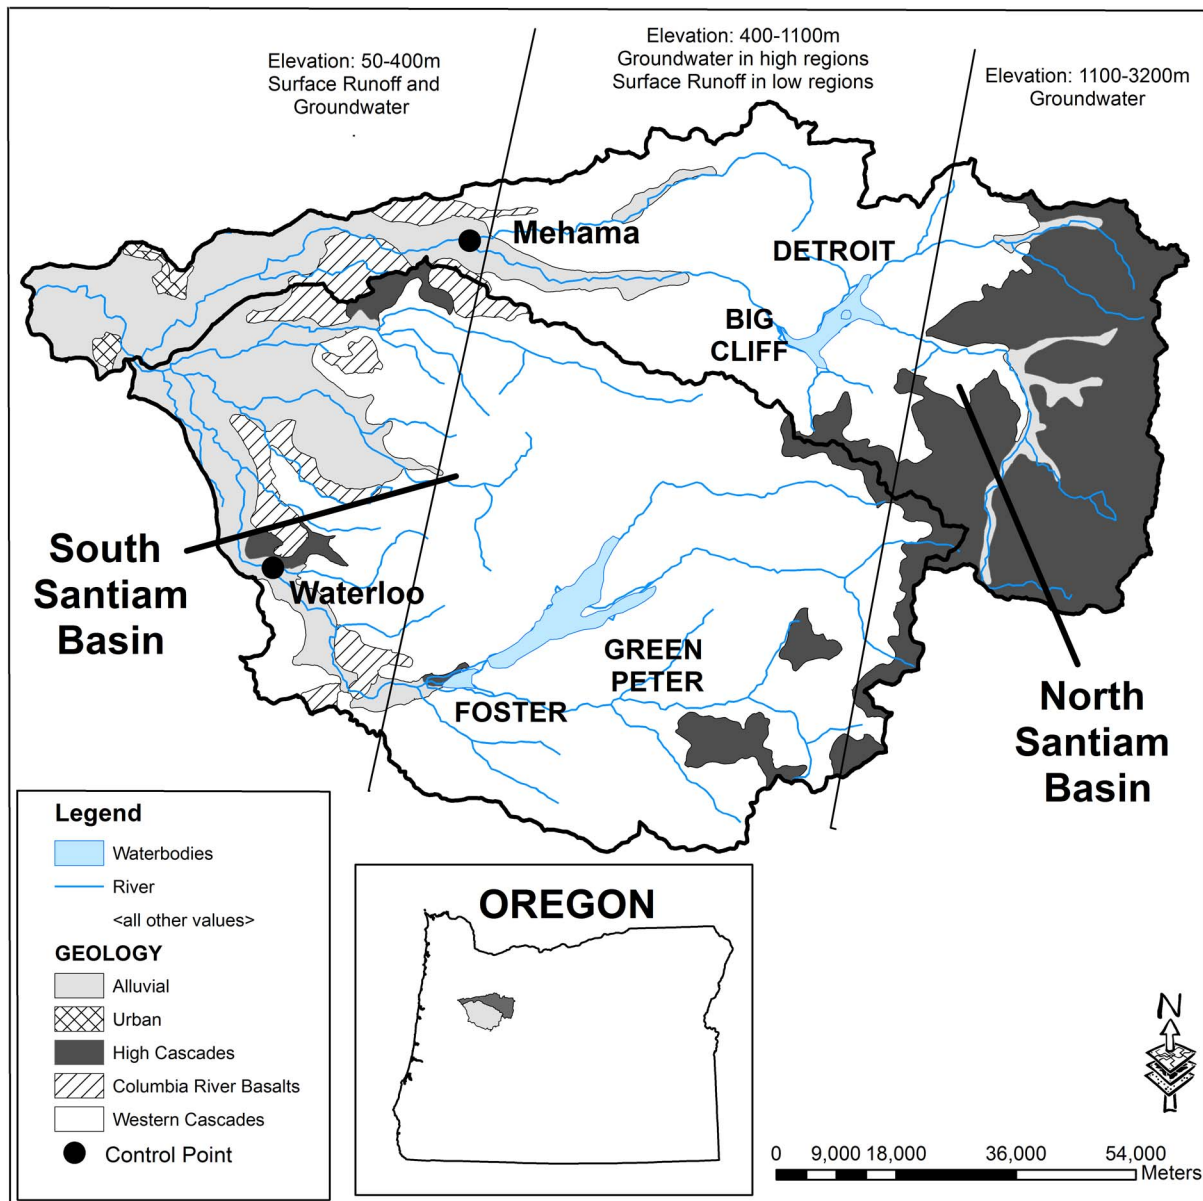 Elevation: 50-400m
Surface Runoff and
Groundwater
Elevation: 400-1100m
Groundwater in high regions
Surface Runoff in low regions
Elevation: 1100-3200m
Groundwater
Mehama
DETROIT
BIG
CLIFF
South
Santiam
Basin
Waterloo
GREEN
PETER
FOSTER
North
Santiam
Basin
Legend
Waterbodies
River
<all other values>
GEOLOGY
Alluvial
Urban
High Cascades
Columbia River Basalts
Western Cascades
Control Point
OREGON
N
0 9,000 18,000 36,000 54,000
Meters